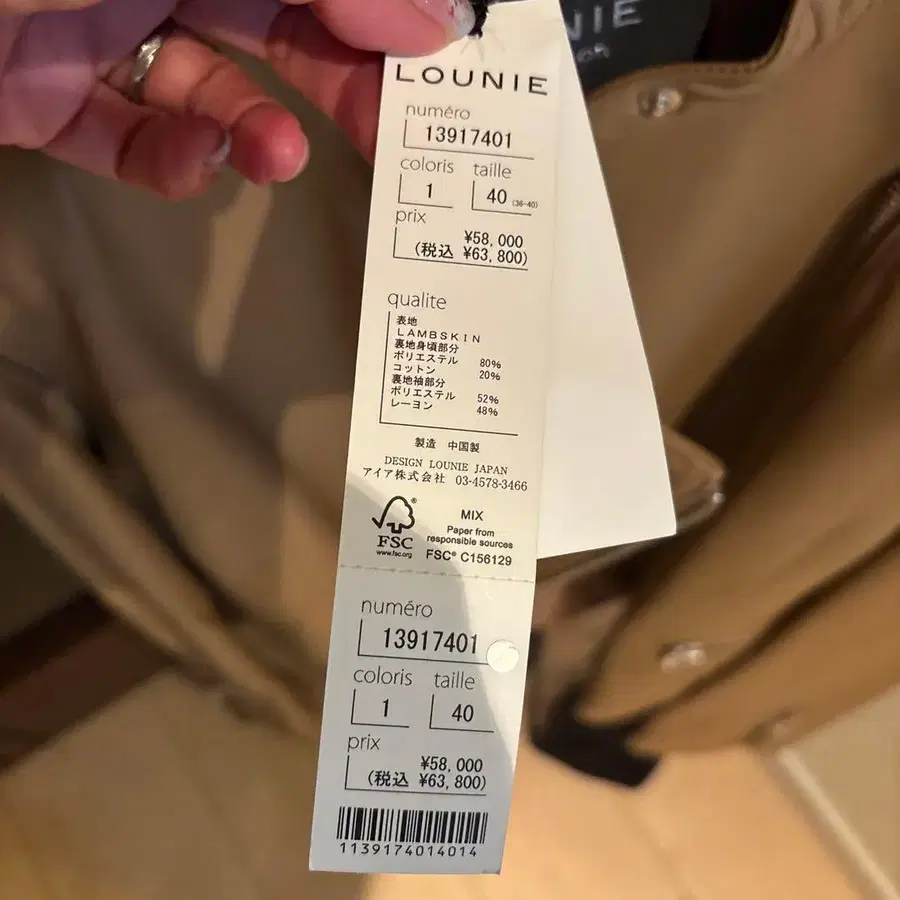 LOUNIE
numéro
13917401
coloris taille
1 40 (36-40)
prix
¥58,000
(税込 ¥63,800)
qualite
表地
LAMBSKIN
裏地身頃部分
ポリエステル 80%
コットン 20%
裏地袖部分
ポリエステル 52%
レーヨン 48%
製造 中国製
DESIGN LOUNIE JAPAN
アイア株式会社 03-4578-3466
FSC®
www.fsc.org
MIX
Paper from
responsible sources
FSC® C156129
numéro
13917401
coloris taille
1 40
prix
¥58,000
(税込 ¥63,800)
1139174014014